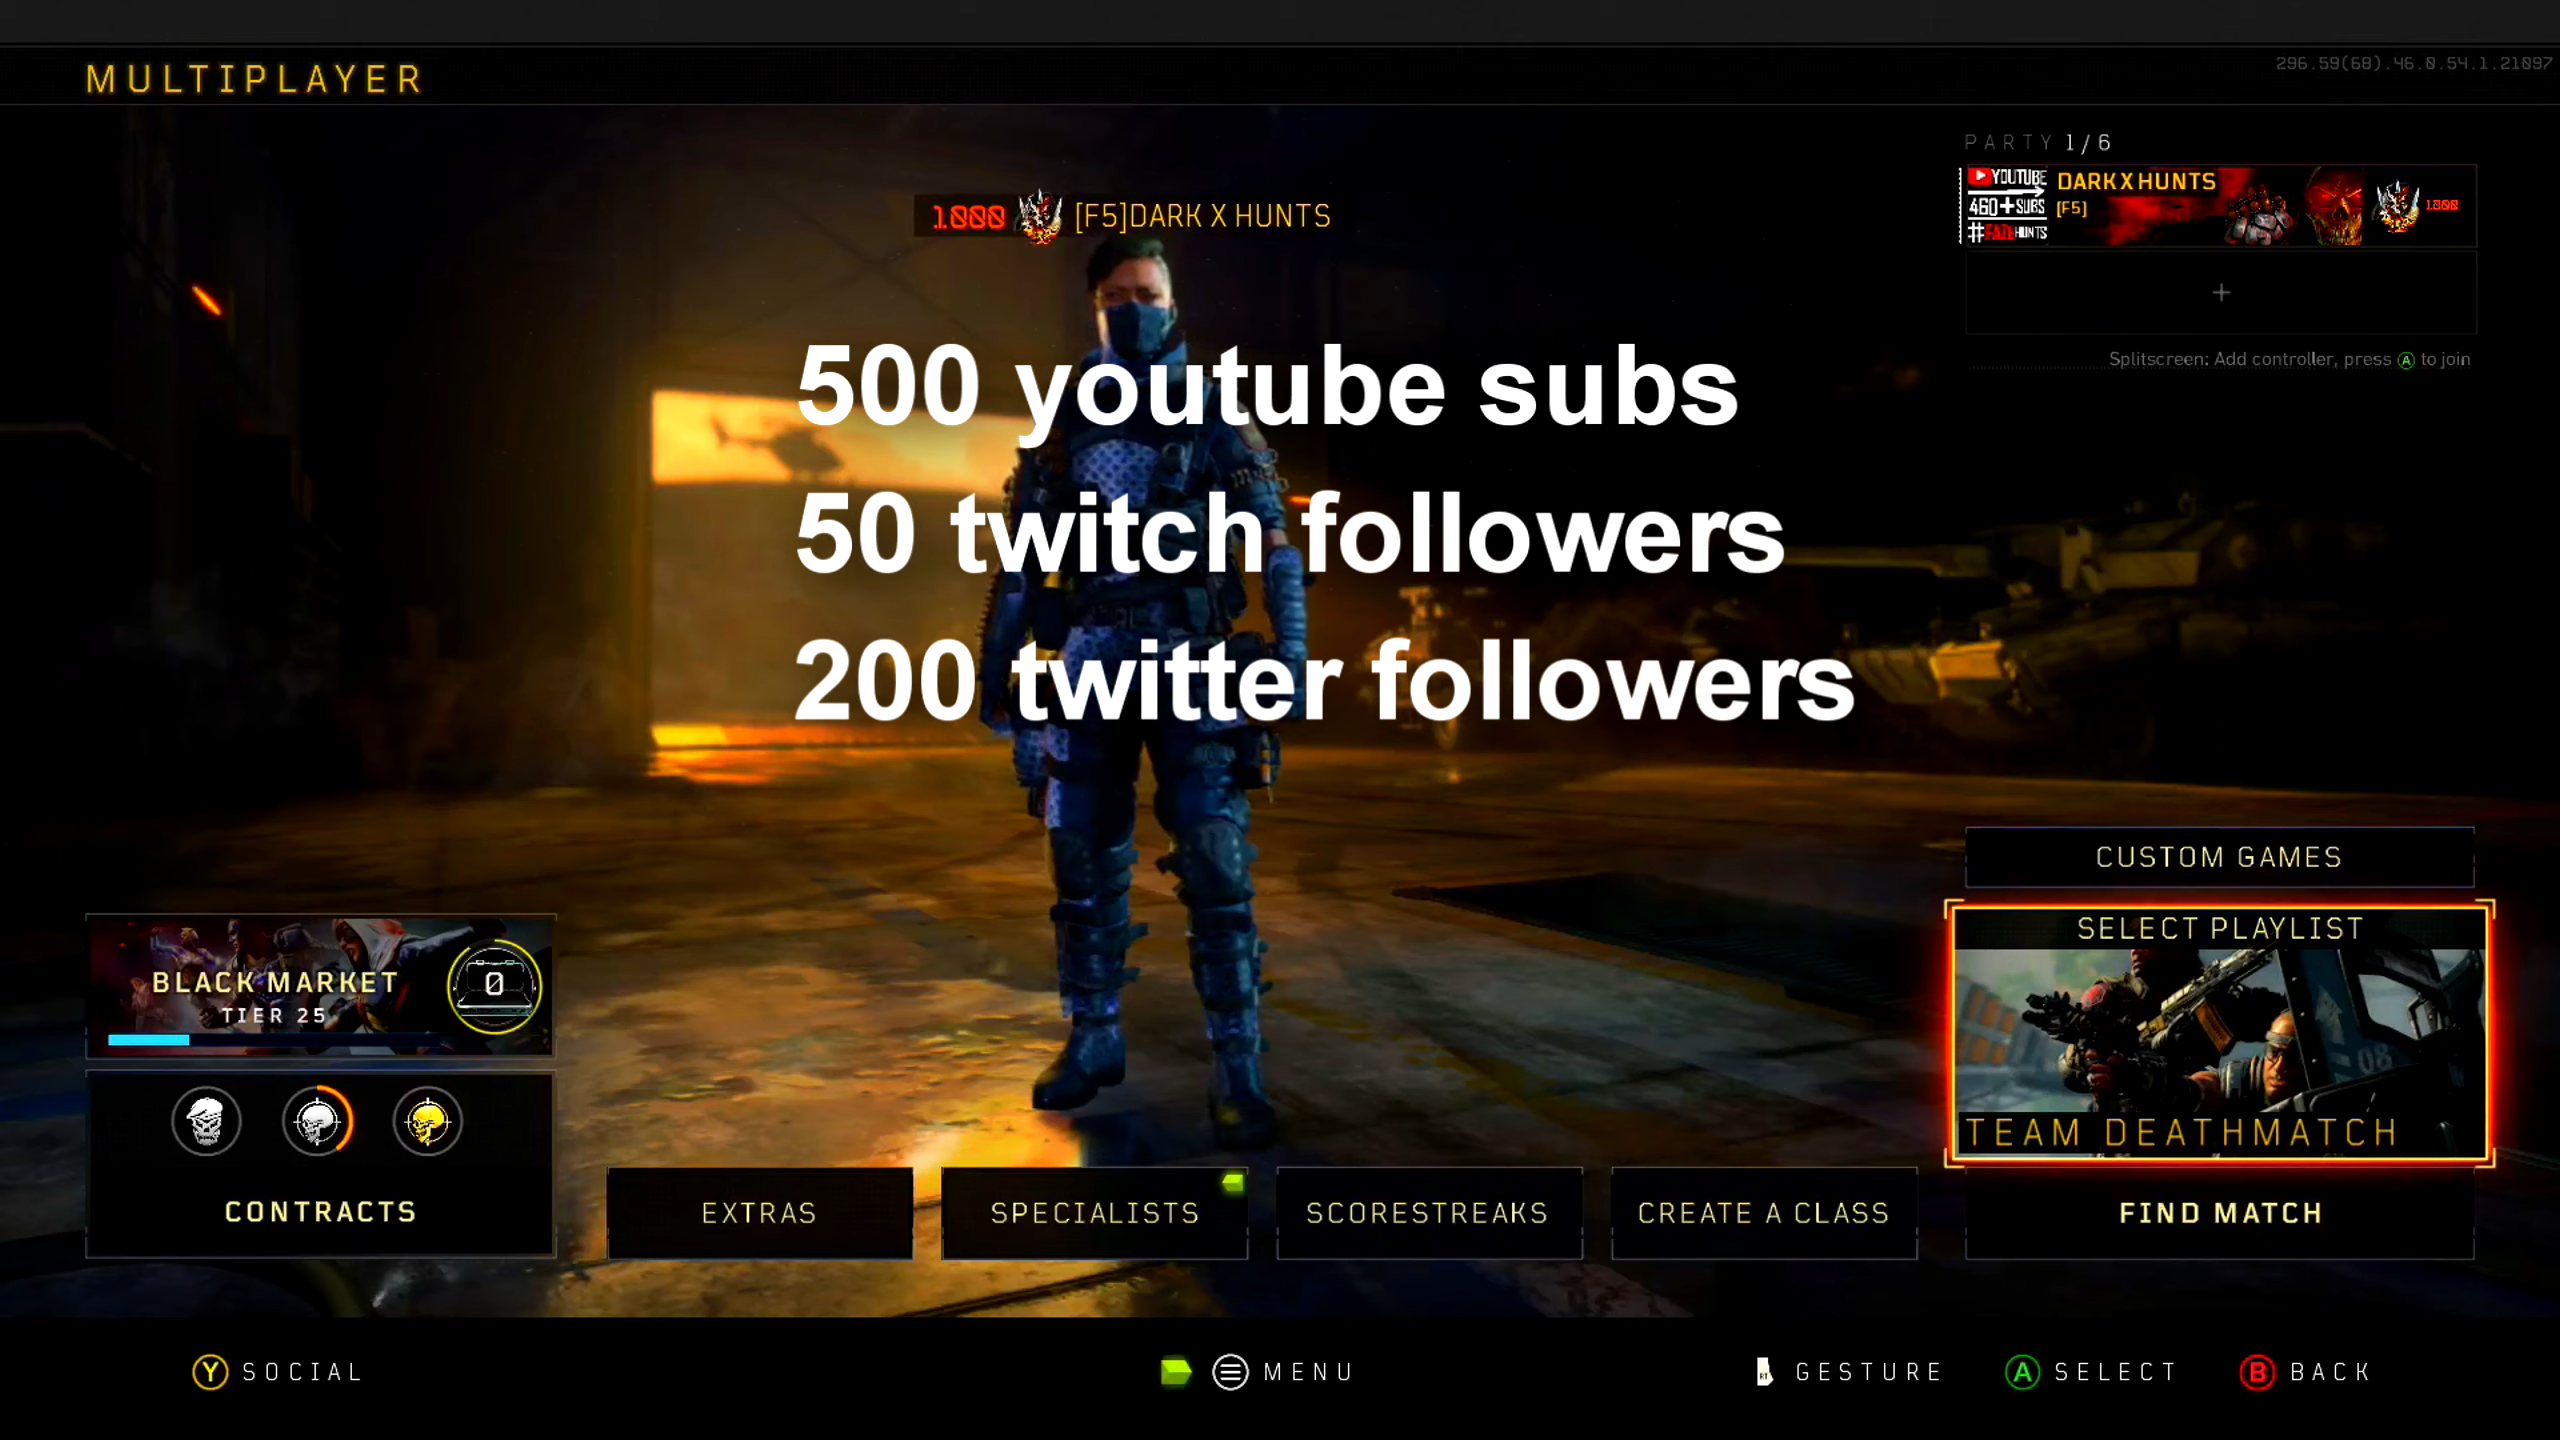 MULTIPLAYER
296.59(68).46.0.54.1.21097
PARTY 1/6
YOUTUBE
460+SUBS
#FAZEHUNTS
DARK X HUNTS
[F5]
1000
1000 [F5]DARK X HUNTS
Splitscreen: Add controller, press A to join
500 youtube subs
50 twitch followers
200 twitter followers
CUSTOM GAMES
SELECT PLAYLIST
08
TEAM DEATHMATCH
FIND MATCH
BLACK MARKET
TIER 25
0
CONTRACTS
EXTRAS
SPECIALISTS
SCORESTREAKS
CREATE A CLASS
Y SOCIAL
MENU
RT GESTURE
A SELECT
B BACK